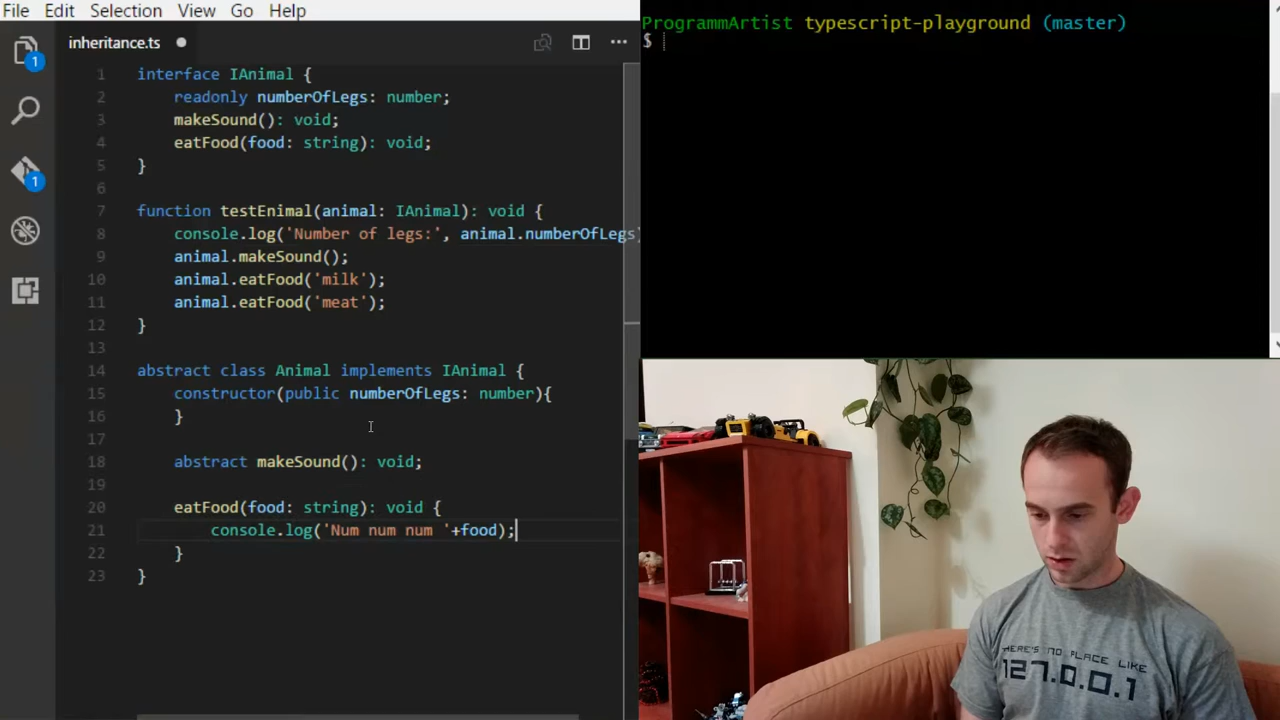 File Edit Selection View Go Help
inheritance.ts
1 interface IAnimal {
2 readonly numberOfLegs: number;
3 makeSound(): void;
4 eatFood(food: string): void;
5 }
6
7 function testEnimal(animal: IAnimal): void {
8 console.log('Number of legs:', animal.numberOfLegs)
9 animal.makeSound();
10 animal.eatFood('milk');
11 animal.eatFood('meat');
12 }
13
14 abstract class Animal implements IAnimal {
15 constructor(public numberOfLegs: number){
16 }
17
18 abstract makeSound(): void;
19
20 eatFood(food: string): void {
21 console.log('Num num num '+food);
22 }
23 }
1
1
ProgrammArtist typescript-playground (master)
$
THERE'S NO PLACE LIKE
127.0.0.1